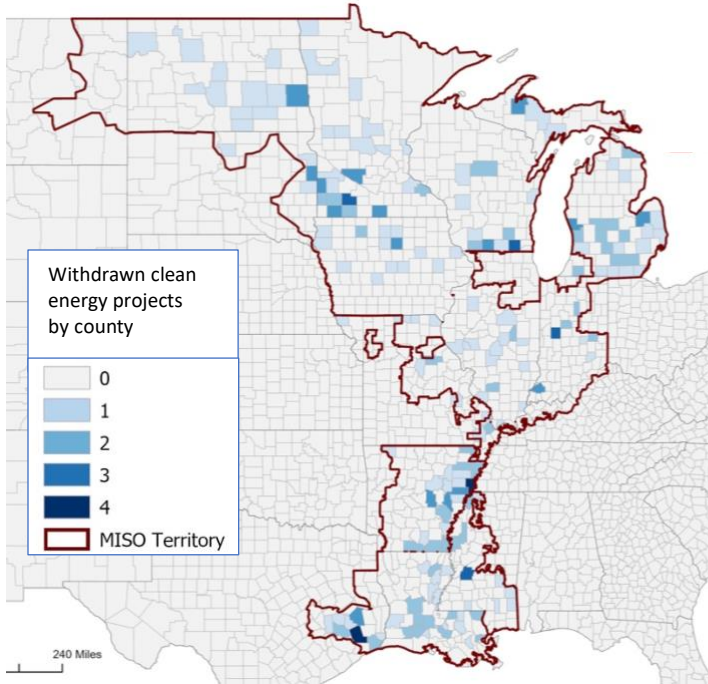 Withdrawn clean
energy projects
by county
0
1
2
3
4
MISO Territory
240 Miles